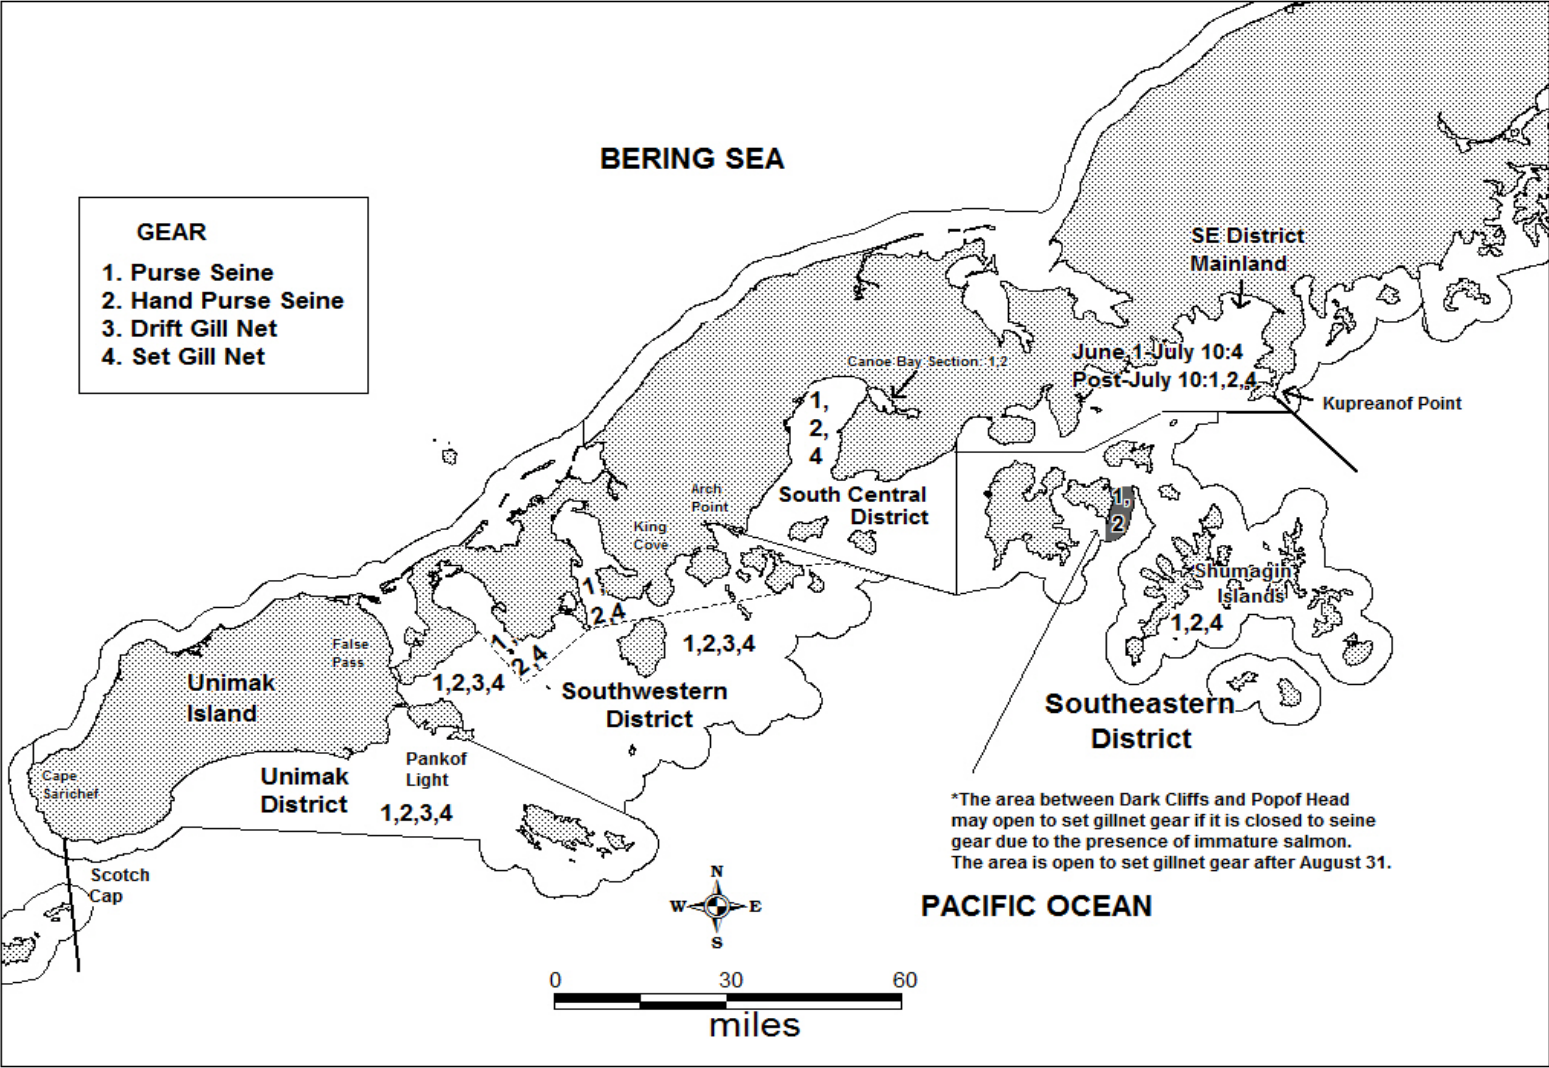 BERING SEA
GEAR
1. Purse Seine
2. Hand Purse Seine
3. Drift Gill Net
4. Set Gill Net
SE District
Mainland
June 1-July 10:4
Post-July 10:1,2,4
Kupreanof Point
Canoe Bay Section: 1,2
1,
2,
4
South Central
District
Arch
Point
King
Cove
1,
2
Shumagin
Islands
1,2,4
1,
2,4
1,
2,4
1,2,3,4
1,2,3,4
False
Pass
Unimak
Island
Southwestern
District
Southeastern
District
Pankof
Light
Unimak
District
1,2,3,4
Cape
Sarichef
Scotch
Cap
*The area between Dark Cliffs and Popof Head
may open to set gillnet gear if it is closed to seine
gear due to the presence of immature salmon.
The area is open to set gillnet gear after August 31.
PACIFIC OCEAN
N
W E
S
0 30 60
miles